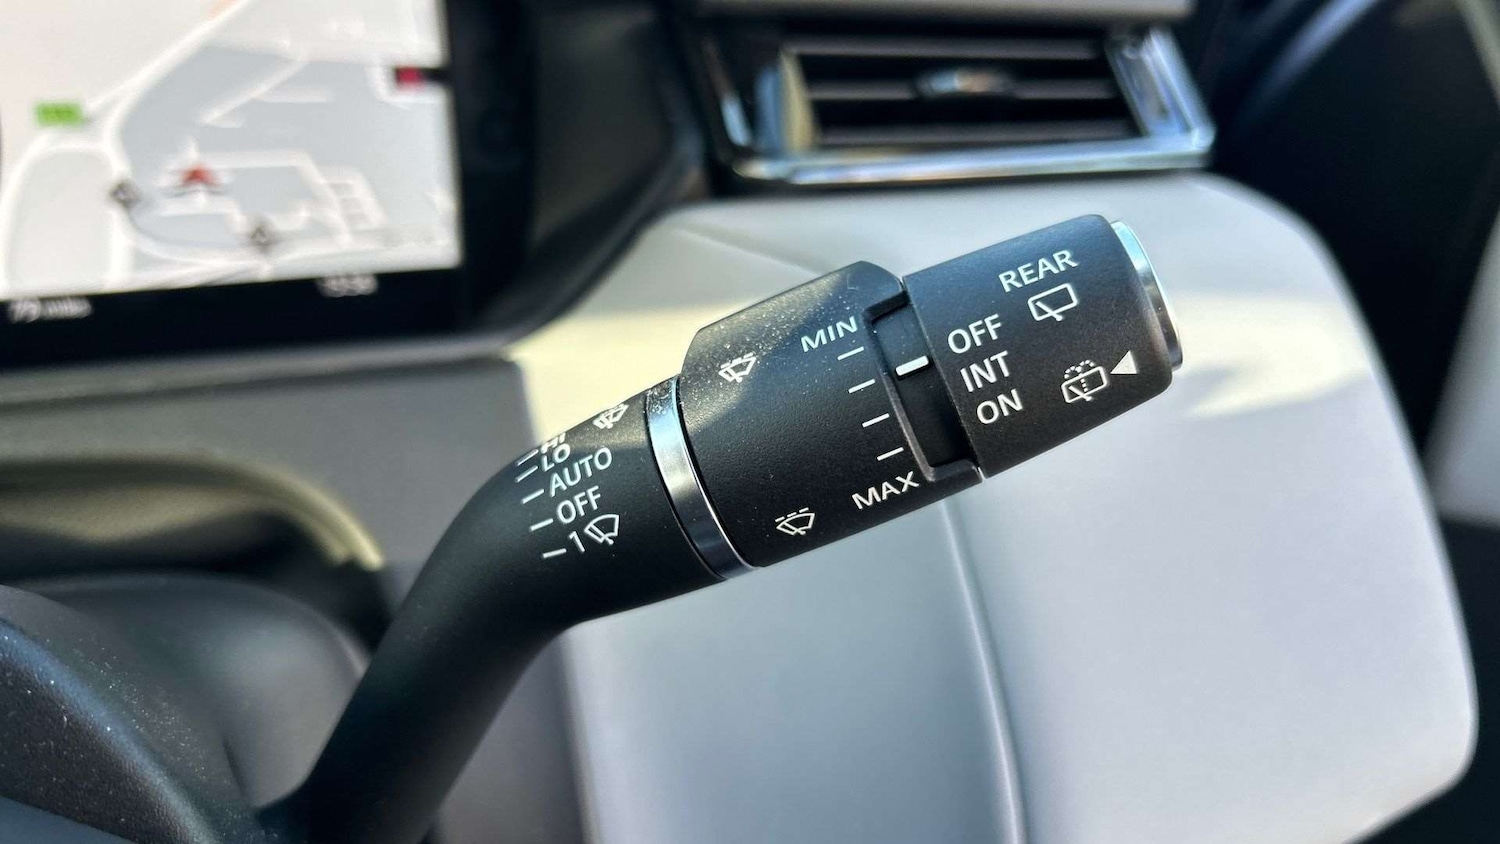 REAR
OFF
INT
ON
MIN
MAX
HI
LO
AUTO
OFF
1